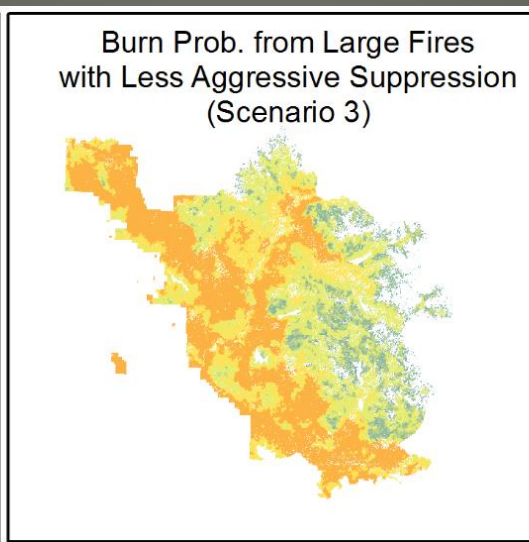 Burn Prob. from Large Fires
with Less Aggressive Suppression
(Scenario 3)